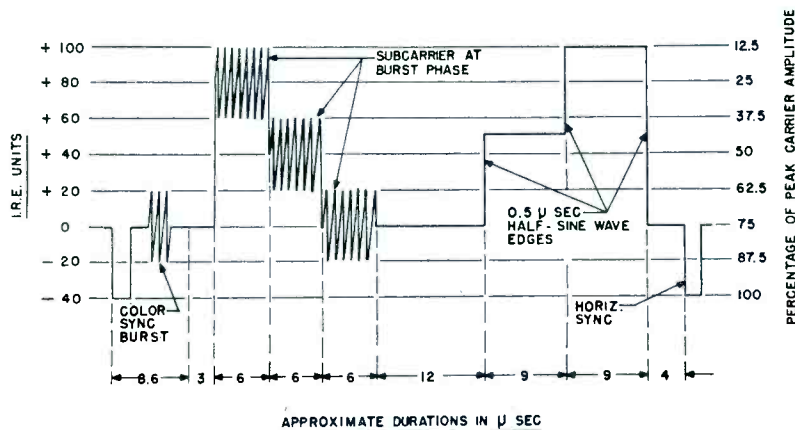 I.R.E. UNITS
+ 100
+ 80
+ 60
+ 40
+ 20
0
- 20
- 40
SUBCARRIER AT
BURST PHASE
0.5 µ SEC
HALF-SINE WAVE
EDGES
COLOR
SYNC
BURST
HORIZ.
SYNC
12.5
25
37.5
50
62.5
75
87.5
100
PERCENTAGE OF PEAK CARRIER AMPLITUDE
8.6 3 6 6 6 12 9 9 4
APPROXIMATE DURATIONS IN µ SEC